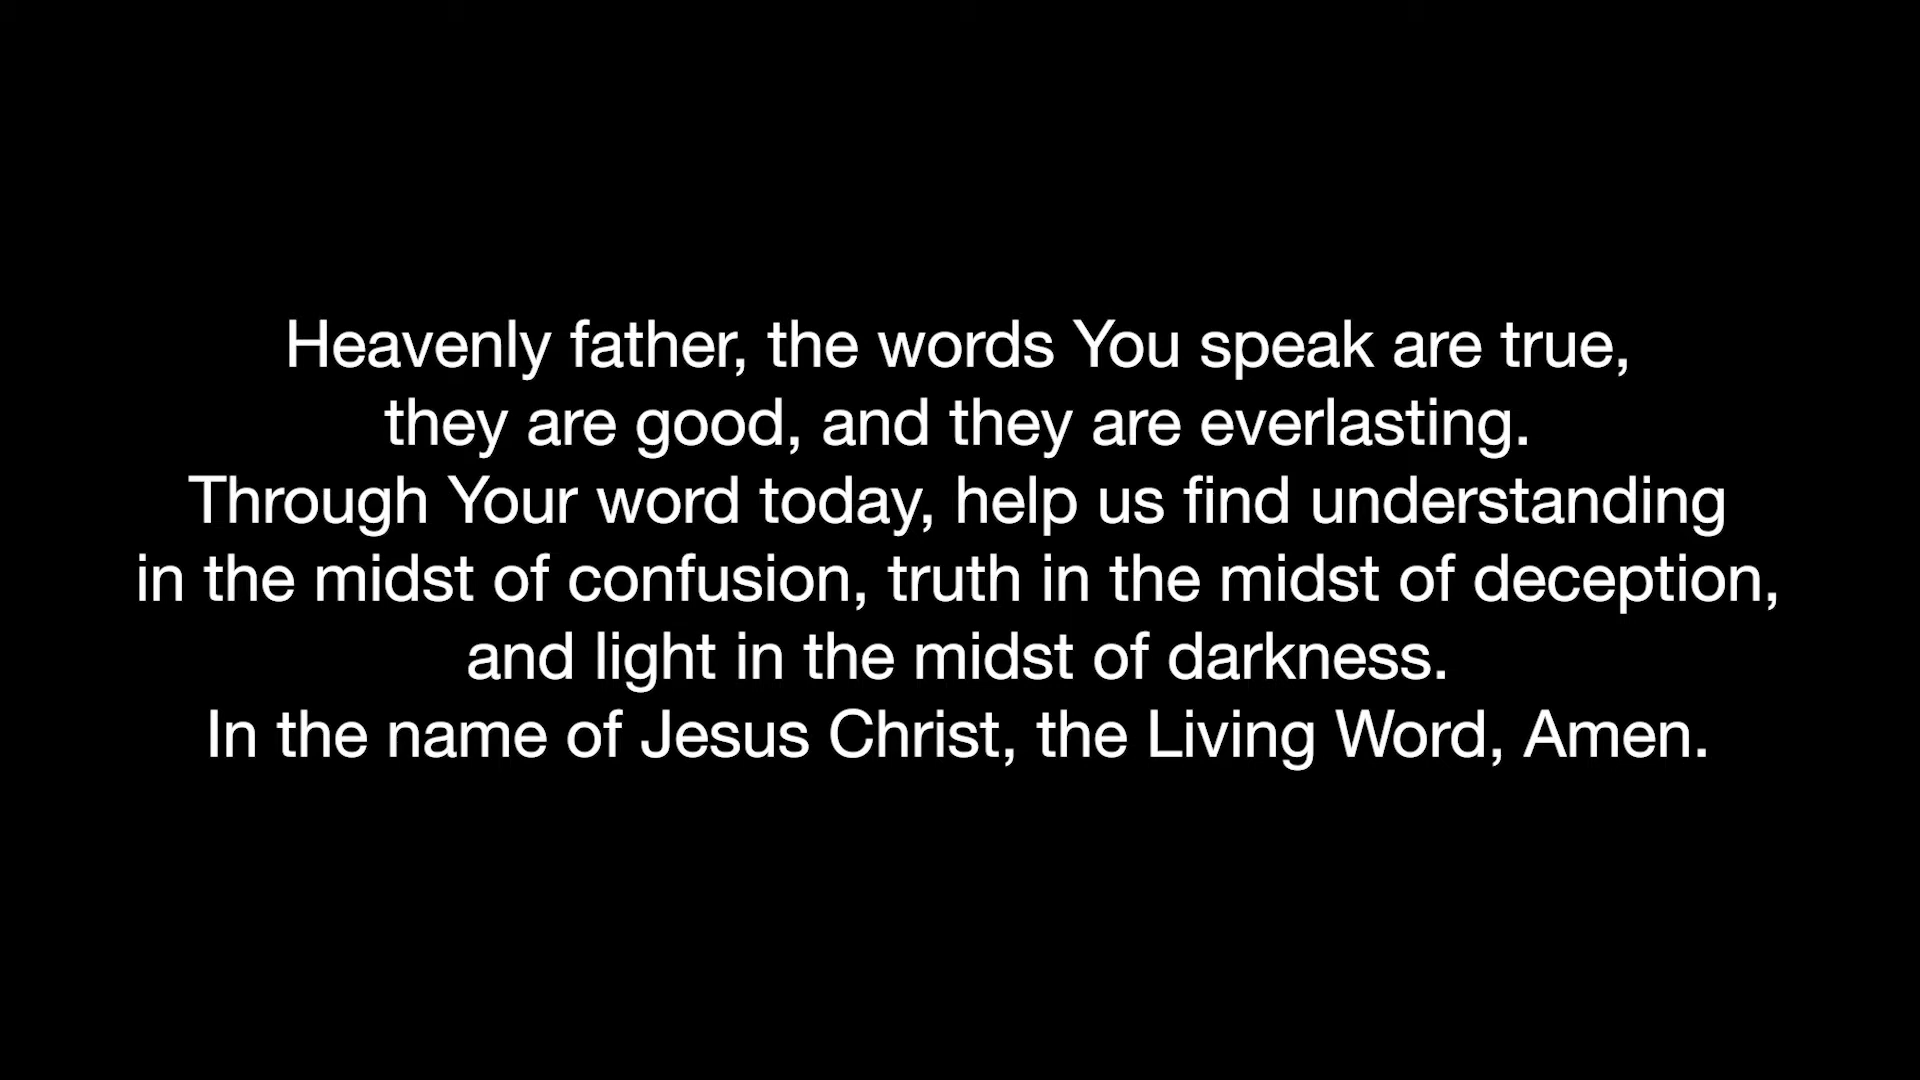 Heavenly father, the words You speak are true,
they are good, and they are everlasting.
Through Your word today, help us find understanding
in the midst of confusion, truth in the midst of deception,
and light in the midst of darkness.
In the name of Jesus Christ, the Living Word, Amen.